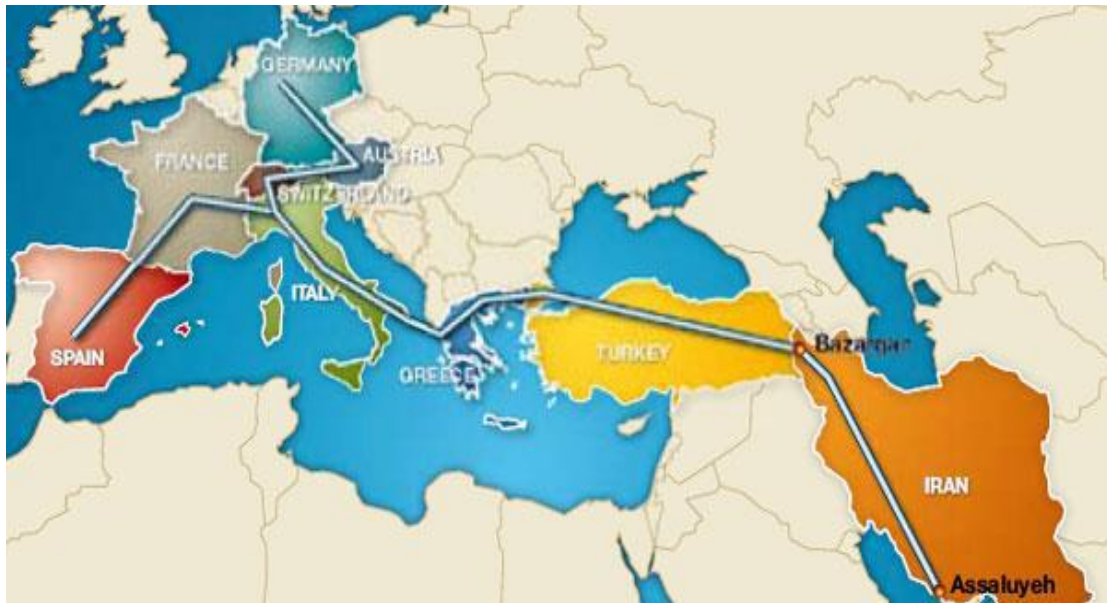 GERMANY
FRANCE
AUSTRIA
SWITZERLAND
ITALY
SPAIN
GREECE
TURKEY
Bazargan
IRAN
Assaluyeh